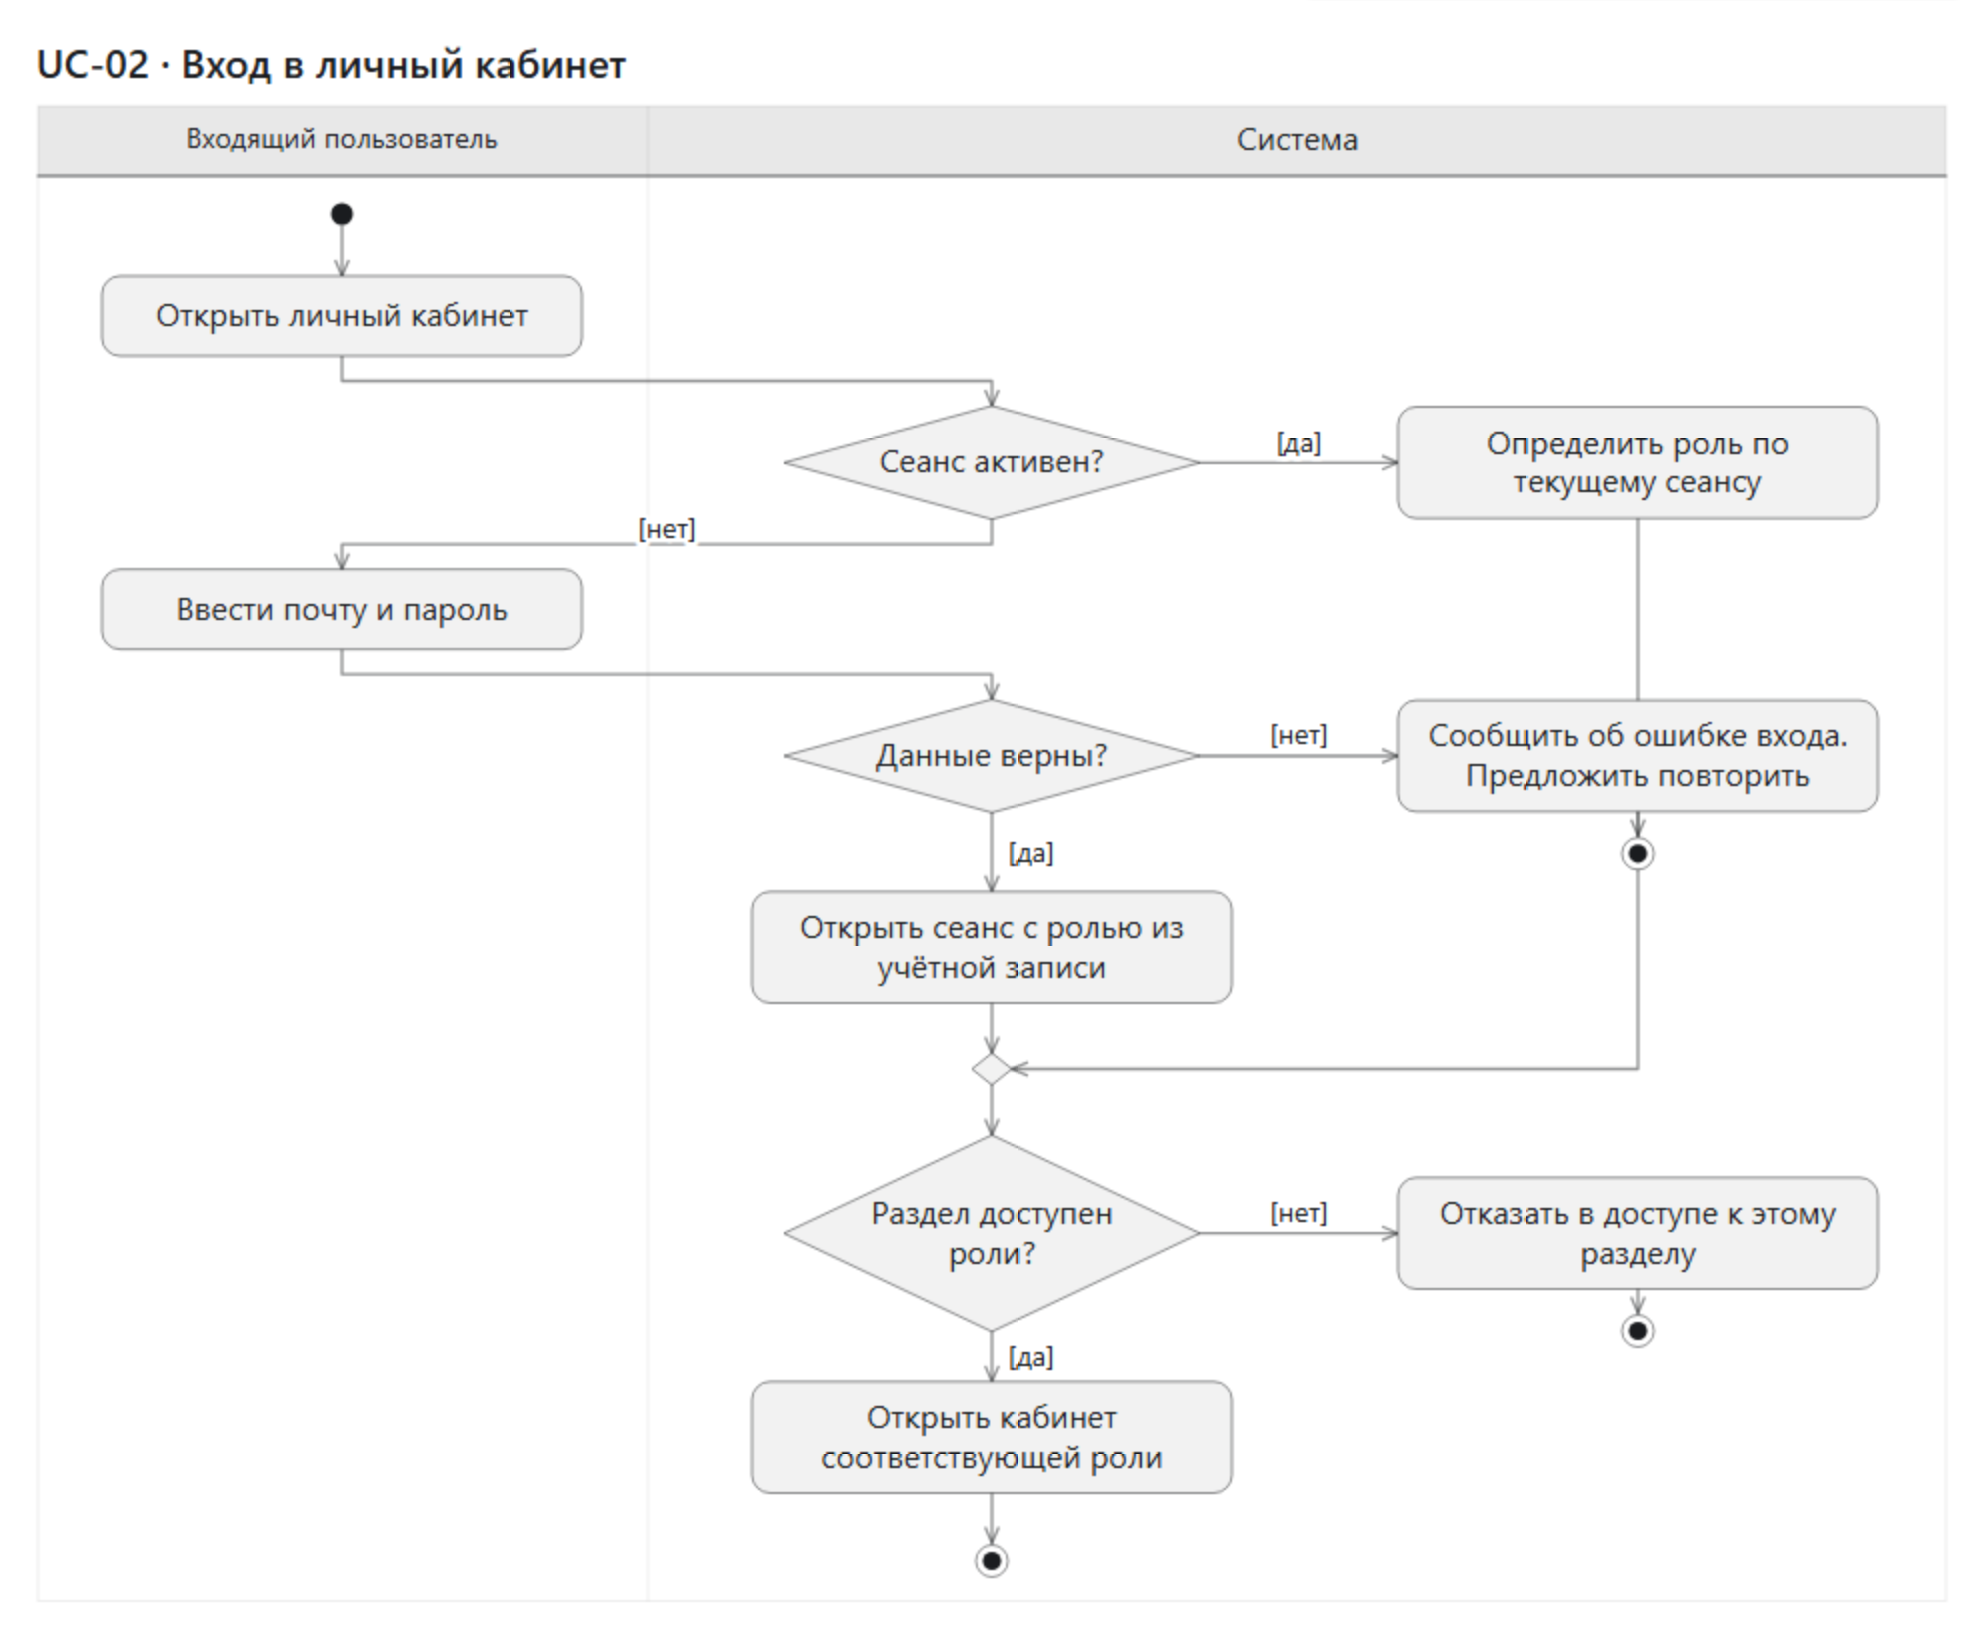 UC-02 · Вход в личный кабинет
Входящий пользователь
Система
Открыть личный кабинет
Сеанс активен?
[да]
Определить роль по
текущему сеансу
[нет]
Ввести почту и пароль
Данные верны?
[нет]
Сообщить об ошибке входа.
Предложить повторить
[да]
Открыть сеанс с ролью из
учётной записи
Раздел доступен
роли?
[нет]
Отказать в доступе к этому
разделу
[да]
Открыть кабинет
соответствующей роли